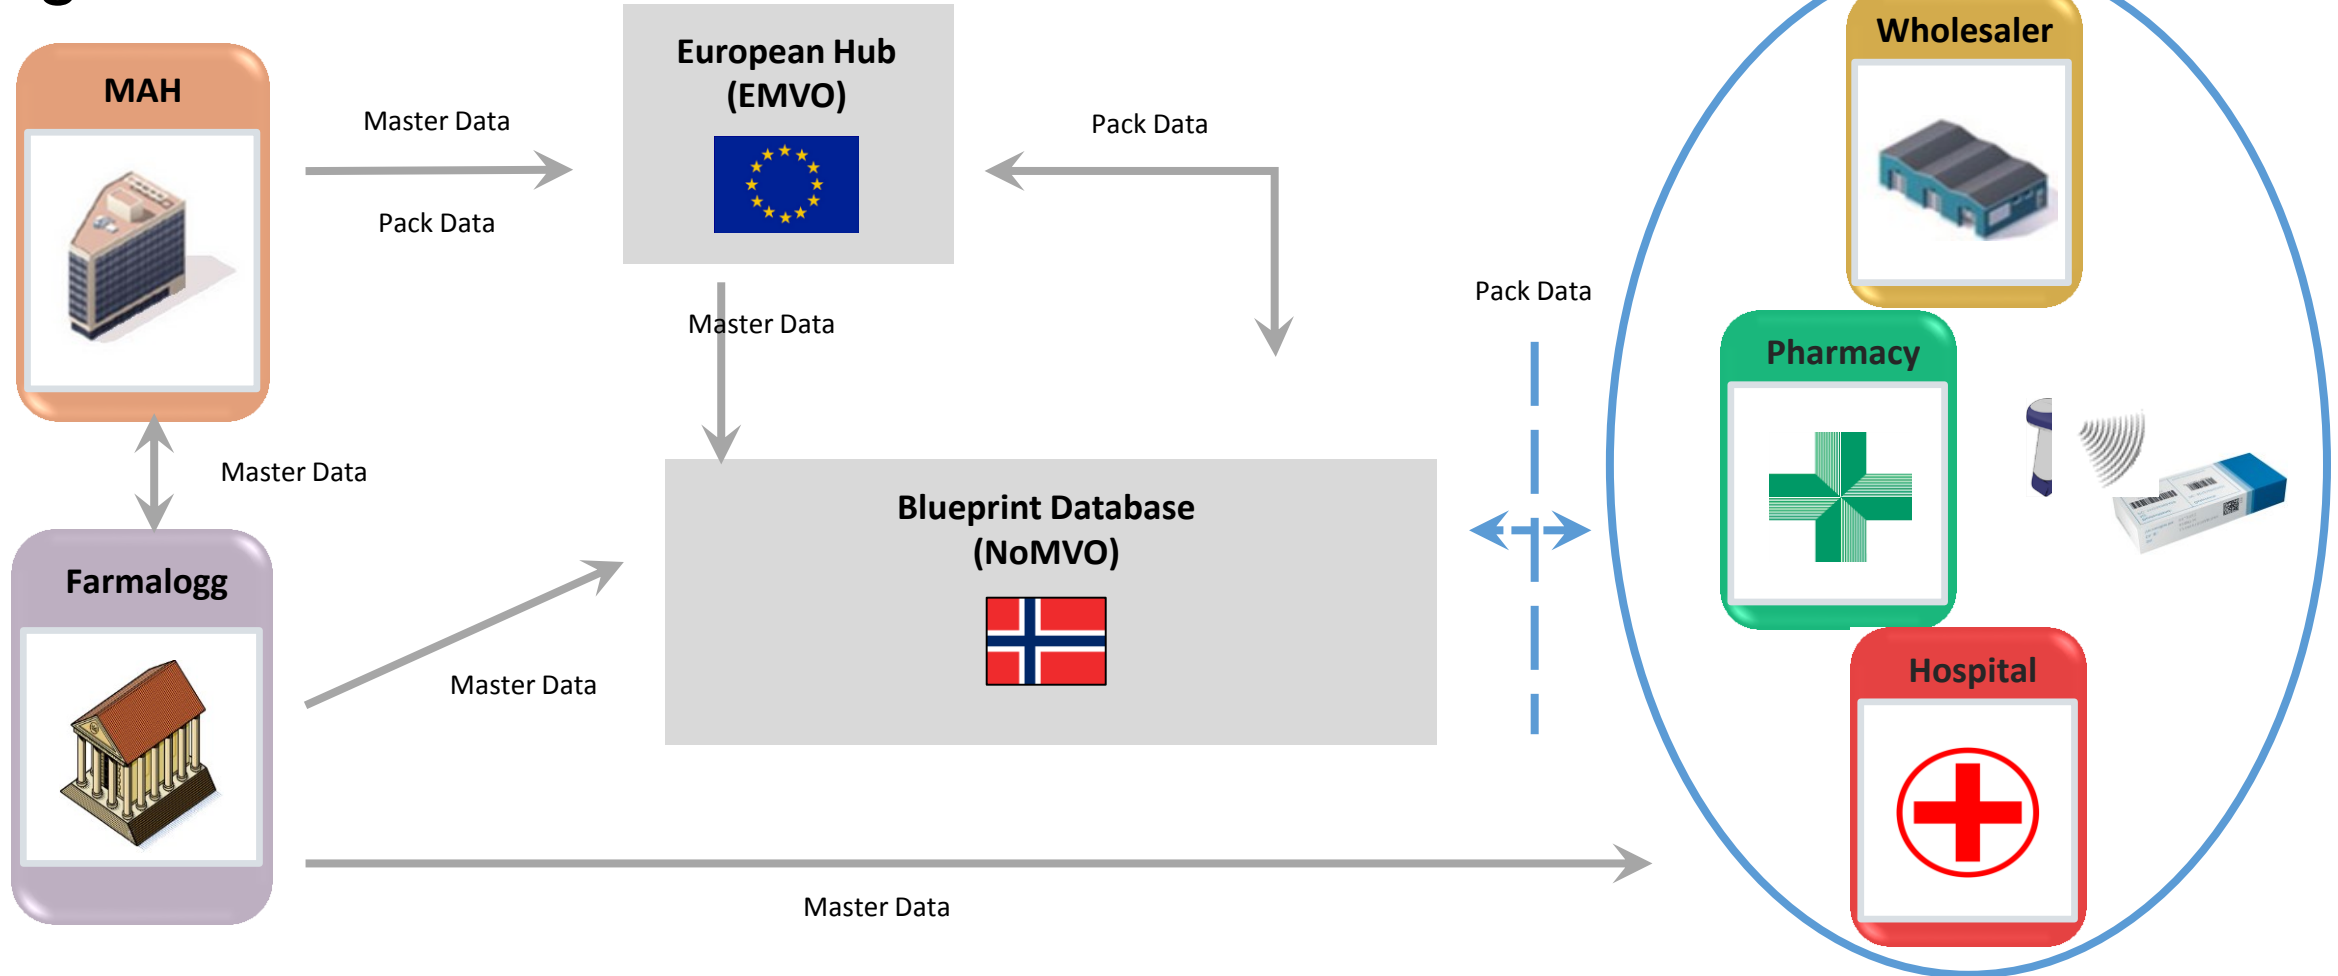 MAH
Master Data
Pack Data
European Hub
(EMVO)
Pack Data
Wholesaler
Master Data
Pack Data
Pharmacy
Master Data
Farmalogg
Blueprint Database
(NoMVO)
Master Data
Hospital
Master Data